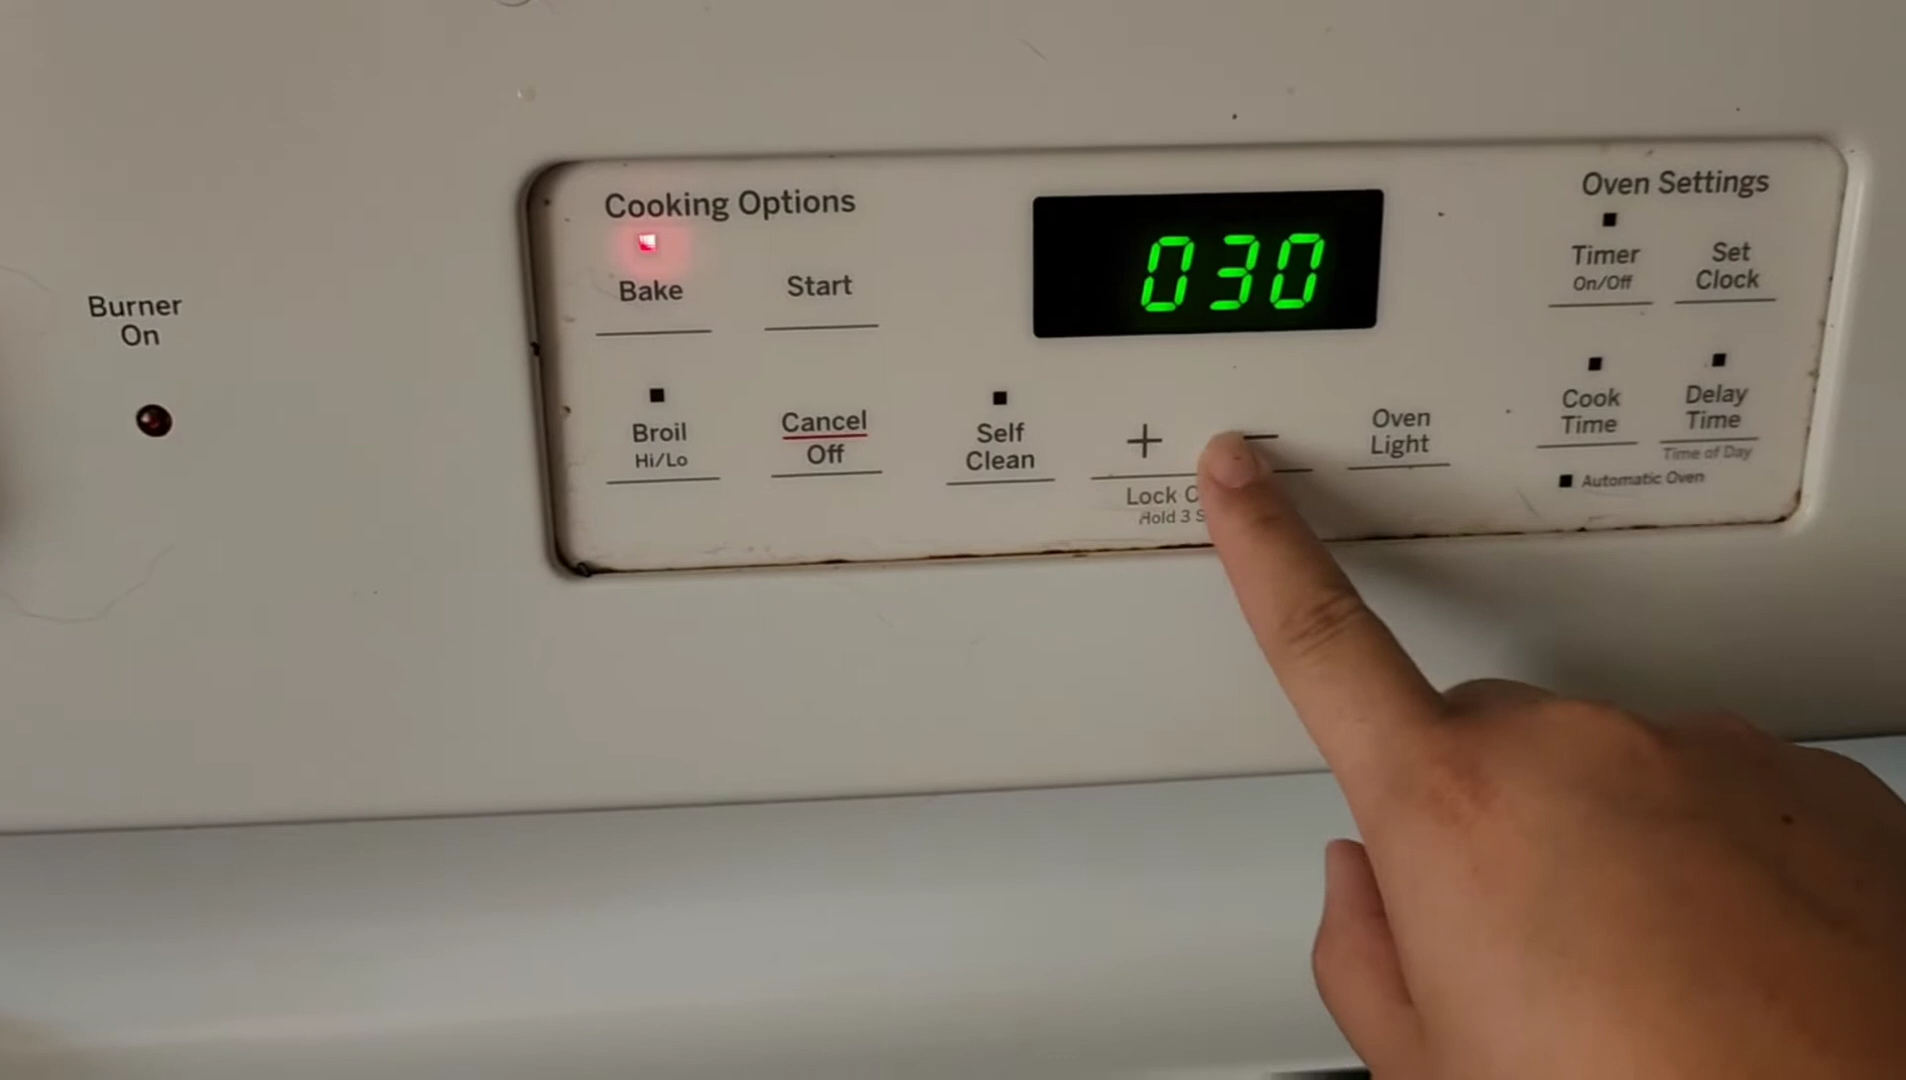 Burner
On
Cooking Options
Bake
Start
Broil
Hi/Lo
Cancel
Off
Self
Clean
030
+
−
Lock
Hold 3
Oven
Light
Oven Settings
Timer
On/Off
Set
Clock
Cook
Time
Delay
Time
Time of Day
Automatic Oven